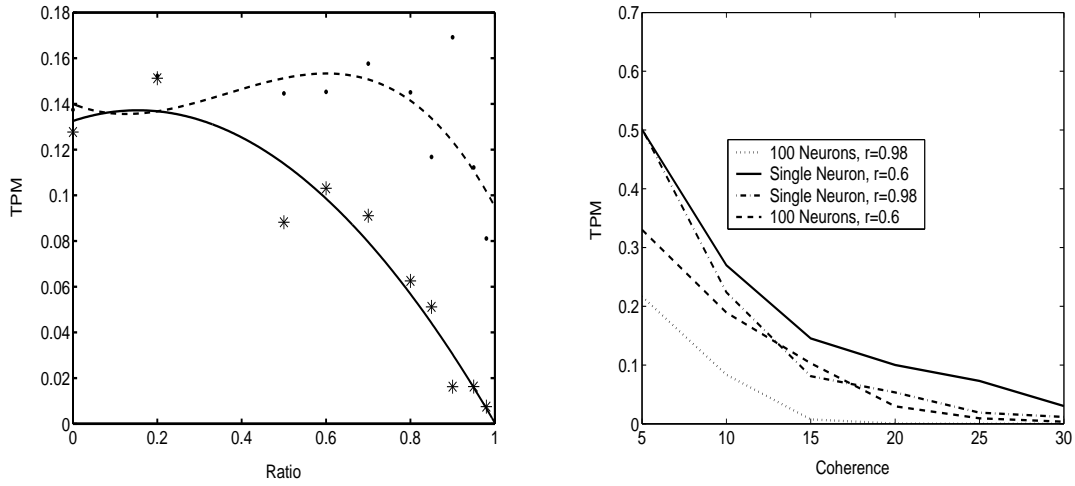 0.18
0.16
0.14
0.12
0.1
0.08
0.06
0.04
0.02
0
TPM
0 0.2 0.4 0.6 0.8 1
Ratio
0.7
0.6
0.5
0.4
0.3
0.2
0.1
0
TPM
100 Neurons, r=0.98
Single Neuron, r=0.6
Single Neuron, r=0.98
100 Neurons, r=0.6
5 10 15 20 25 30
Coherence